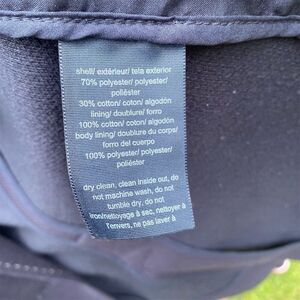 shell/ extérieur/ tela exterior
70% polyester/ polyester/
poliéster
30% cotton/ coton/ algodón
lining/ doublure/ forro
100% cotton/ coton/ algodón
body lining/ doublure du corps/
forro del cuerpo
100% polyester/ polyester/
poliéster
dry clean, clean inside out, do
not machine wash, do not
tumble dry, do not
iron/nettoyage à sec, nettoyer à
l'envers, ne pas laver à